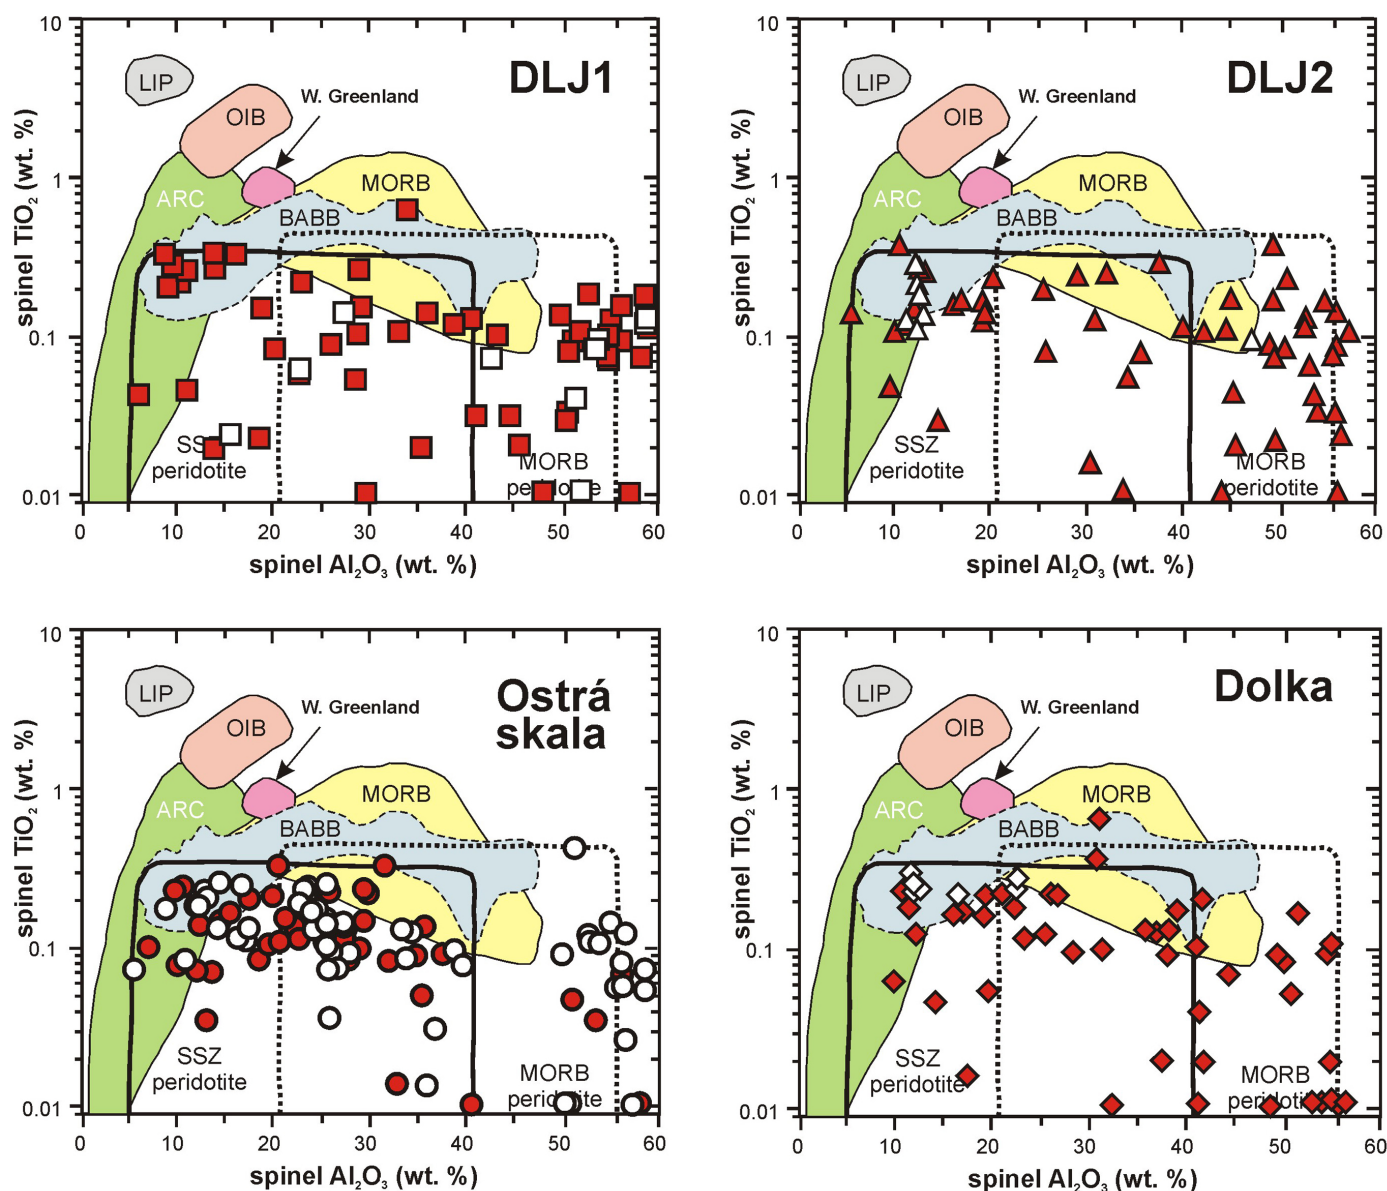 DLJ1
10
1
0.1
0.01
spinel TiO₂ (wt. %)
LIP
OIB
W. Greenland
ARC
MORB
BABB
SSZ
peridotite
MORB
peridotite
0 10 20 30 40 50 60
spinel Al₂O₃ (wt. %)
DLJ2
10
1
0.1
0.01
spinel TiO₂ (wt. %)
LIP
OIB
W. Greenland
ARC
MORB
BABB
SSZ
peridotite
MORB
peridotite
0 10 20 30 40 50 60
spinel Al₂O₃ (wt. %)
Ostrá
skala
10
1
0.1
0.01
spinel TiO₂ (wt. %)
LIP
OIB
W. Greenland
ARC
MORB
BABB
SSZ
peridotite
MORB
peridotite
0 10 20 30 40 50 60
spinel Al₂O₃ (wt. %)
Dolka
10
1
0.1
0.01
spinel TiO₂ (wt. %)
LIP
OIB
W. Greenland
ARC
MORB
BABB
SSZ
peridotite
MORB
peridotite
0 10 20 30 40 50 60
spinel Al₂O₃ (wt. %)